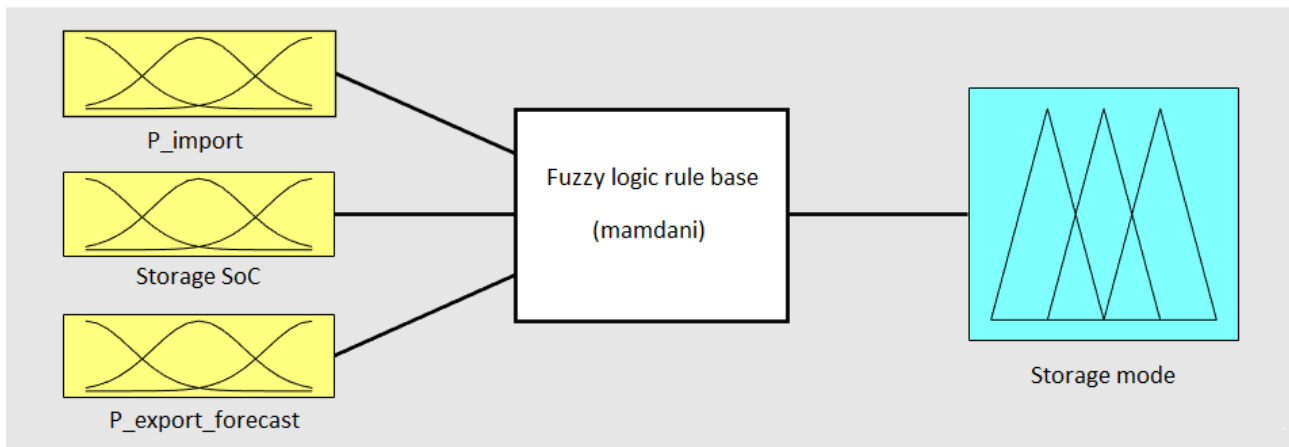 P_import
Storage SoC
P_export_forecast
Fuzzy logic rule base
(mamdani)
Storage mode